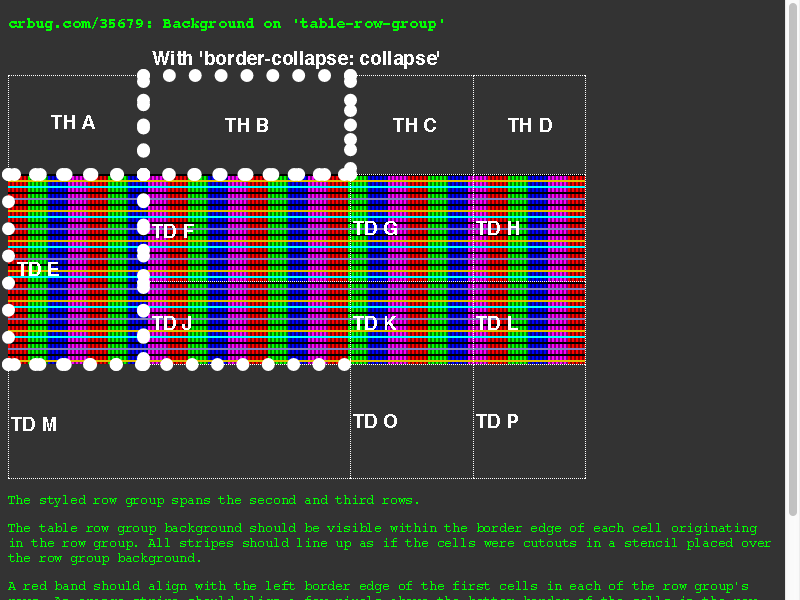 crbug.com/35679: Background on 'table-row-group'
With 'border-collapse: collapse'
TH A
TH B
TH C
TH D
TD E
TD F
TD G
TD H
TD J
TD K
TD L
TD M
TD O
TD P
The styled row group spans the second and third rows.
The table row group background should be visible within the border edge of each cell originating
in the row group. All stripes should line up as if the cells were cutouts in a stencil placed over
the row group background.
A red band should align with the left border edge of the first cells in each of the row group's